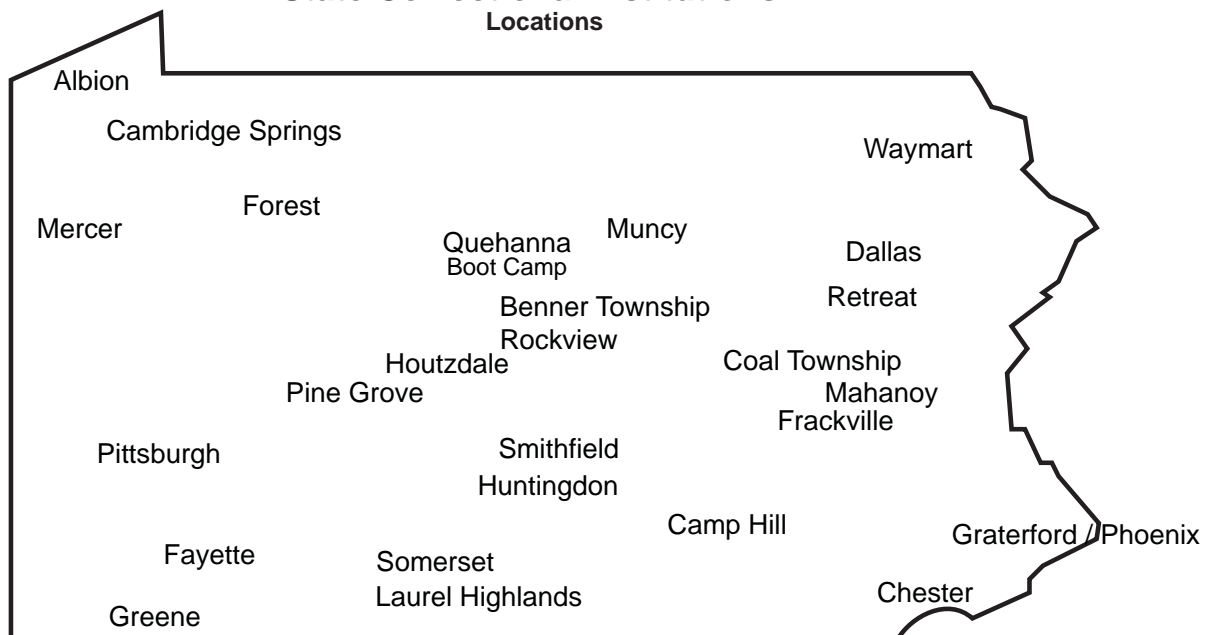 Locations
Albion
Cambridge Springs
Waymart
Forest
Mercer
Muncy
Quehanna
Boot Camp
Dallas
Retreat
Benner Township
Rockview
Houtzdale
Coal Township
Pine Grove
Mahanoy
Frackville
Pittsburgh
Smithfield
Huntingdon
Camp Hill
Graterford / Phoenix
Fayette
Somerset
Chester
Laurel Highlands
Greene